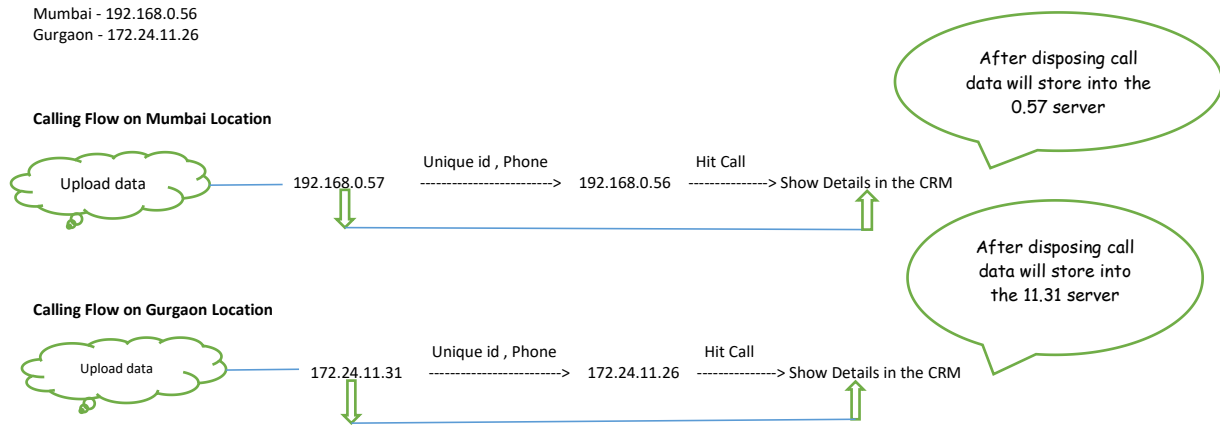 Mumbai - 192.168.0.56
Gurgaon - 172.24.11.26
After disposing call
data will store into the
0.57 server
Calling Flow on Mumbai Location
Unique id , Phone Hit Call
Upload data 192.168.0.57 -------------------------> 192.168.0.56 ---------------> Show Details in the CRM
After disposing call
data will store into
the 11.31 server
Calling Flow on Gurgaon Location
Unique id , Phone Hit Call
Upload data 172.24.11.31 -------------------------> 172.24.11.26 ---------------> Show Details in the CRM